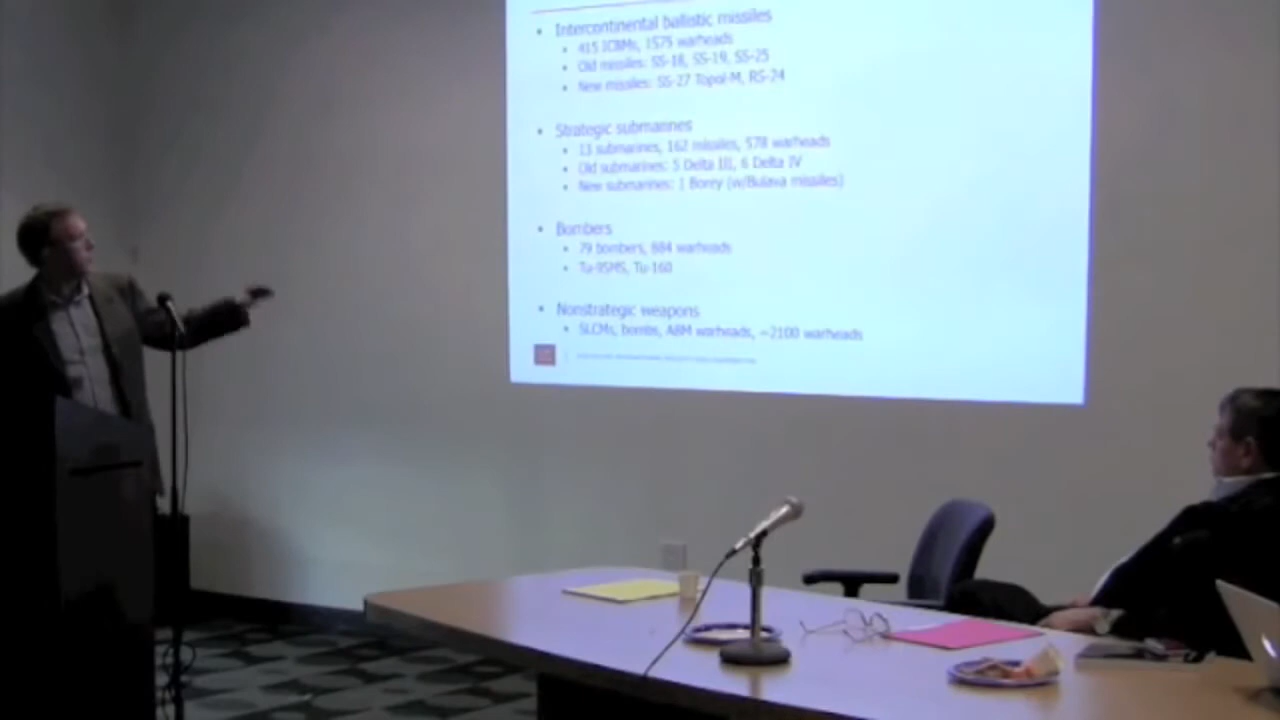 • Intercontinental ballistic missiles
• 415 ICBMs, 1575 warheads
• Old missiles: SS-18, SS-19, SS-25
• New missiles: SS-27 Topol-M, RS-24
• Strategic submarines
• 13 submarines, 162 missiles, 578 warheads
• Old submarines: 5 Delta III, 6 Delta IV
• New submarines: 1 Borey (w/Bulava missiles)
• Bombers
• 79 bombers, 884 warheads
• Tu-95MS, Tu-160
• Nonstrategic weapons
• SLCMs, bombs, ABM warheads, ~2100 warheads